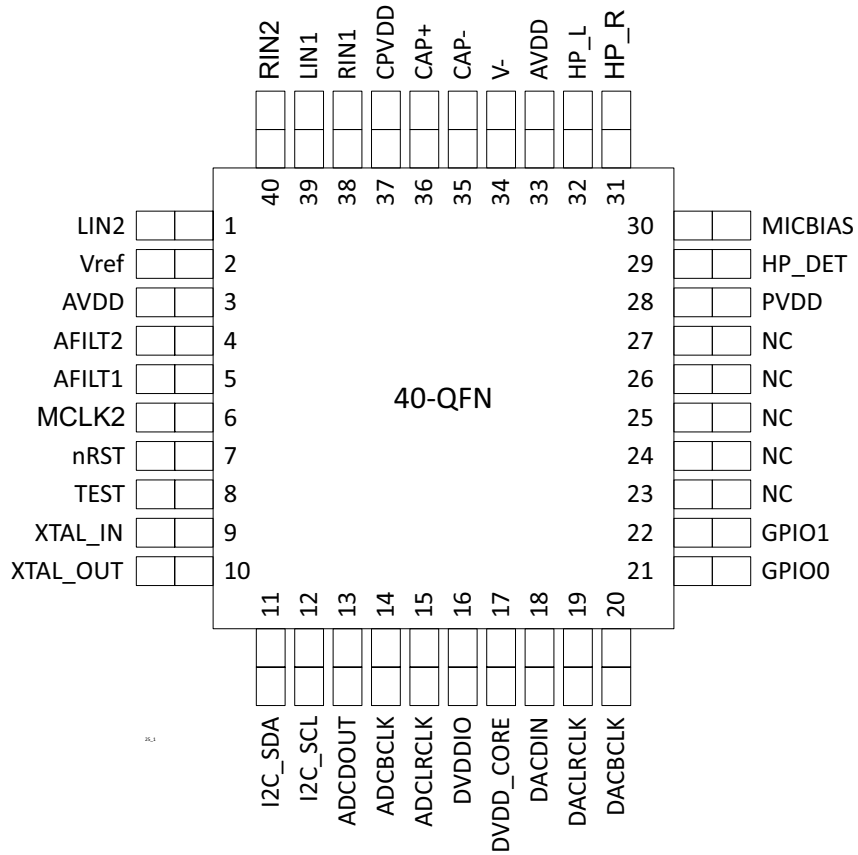 RIN2
LIN1
RIN1
CPVDD
CAP+
CAP-
V-
AVDD
HP_L
HP_R
40
39
38
37
36
35
34
33
32
31
LIN2 1
Vref 2
AVDD 3
AFILT2 4
AFILT1 5
MCLK2 6
nRST 7
TEST 8
XTAL_IN 9
XTAL_OUT 10
40-QFN
30 MICBIAS
29 HP_DET
28 PVDD
27 NC
26 NC
25 NC
24 NC
23 NC
22 GPIO1
21 GPIO0
11
12
13
14
15
16
17
18
19
20
I2C_SDA
I2C_SCL
ADCDOUT
ADCBCLK
ADCLRCLK
DVDDIO
DVDD_CORE
DACDIN
DACLRCLK
DACBCLK